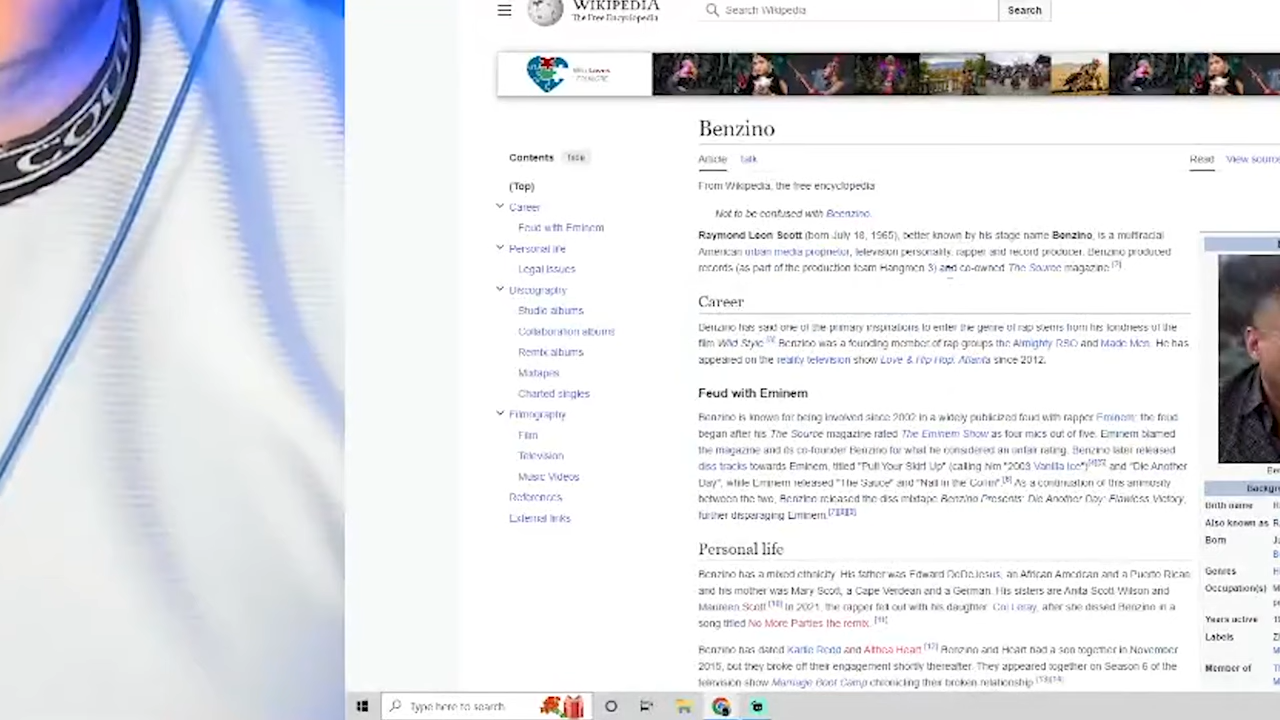 WIKIPEDIA
The Free Encyclopedia
Search Wikipedia
Search
Benzino
Contents hide
Article talk
Read View source
(Top)
From Wikipedia, the free encyclopedia
Career
Not to be confused with Beenzino.
Feud with Eminem
Raymond Leon Scott (born July 18, 1965), better known by his stage name Benzino, is a multiracial
American urban media proprietor, television personality, rapper and record producer. Benzino produced
records (as part of the production team Hangmen 3) and co-owned The Source magazine.
Personal life
Legal issues
Discography
Studio albums
Collaboration albums
Remix albums
Mixtapes
Charted singles
Filmography
Film
Television
Music Videos
References
External links
Career
Benzino has said one of the primary inspirations to enter the genre of rap stems from his fondness of the
film Wild Style. Benzino was a founding member of rap groups the Almighty RSO and Made Men. He has
appeared on the reality television show Love & Hip Hop: Atlanta since 2012.
Feud with Eminem
Benzino is known for being involved since 2002 in a widely publicized feud with rapper Eminem; the feud
began after his The Source magazine rated The Eminem Show as four mics out of five. Eminem blamed
the magazine and its co-founder Benzino for what he considered an unfair rating. Benzino later released
diss tracks towards Eminem, titled "Pull Your Skirt Up" (calling him "2003 Vanilla Ice") and "Die Another
Day", while Eminem released "The Sauce" and "Nail in the Coffin". As a continuation of this animosity
between the two, Benzino released the diss mixtape Benzino Presents: Die Another Day: Flawless Victory,
further disparaging Eminem.
Personal life
Benzino has a mixed ethnicity. His father was Edward DeDeJesus, an African American and a Puerto Rican
and his mother was Mary Scott, a Cape Verdean and a German. His sisters are Anita Scott Wilson and
Maureen Scott.[10] In 2021, the rapper fell out with his daughter, Coi Leray, after she dissed Benzino in a
song titled No More Parties the remix. [11]
Benzino has dated Karlie Redd and Althea Heart.[12] Benzino and Heart had a son together in November
2015, but they broke off their engagement shortly thereafter. They appeared together on Season 6 of the
television show Marriage Boot Camp chronicling their broken relationship.[13][14]
Birth name
Also known as
Born
Genres
Occupation(s)
Years active
Labels
Member of
Type here to search